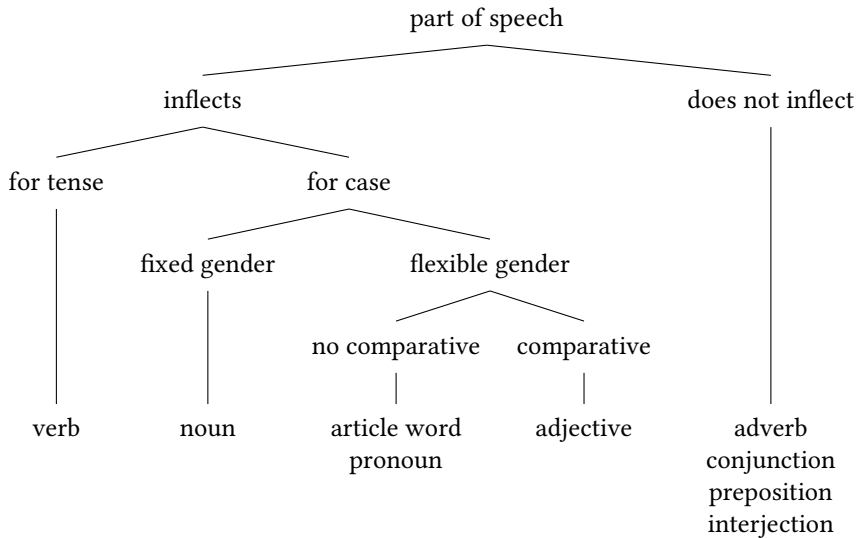 part of speech
inflects
does not inflect
for tense
for case
fixed gender
flexible gender
no comparative
comparative
verb
noun
article word
pronoun
adjective
adverb
conjunction
preposition
interjection